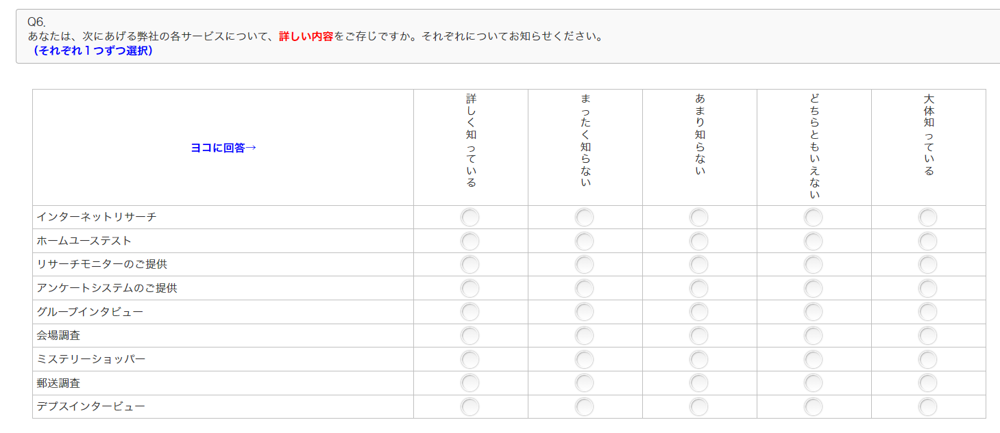 Q6.
あなたは、次にあげる弊社の各サービスについて、詳しい内容をご存じですか。それぞれについてお知らせください。
（それぞれ１つずつ選択）
ヨコに回答→
詳しく知っている
まったく知らない
あまり知らない
どちらともいえない
大体知っている
インターネットリサーチ
ホームユーステスト
リサーチモニターのご提供
アンケートシステムのご提供
グループインタビュー
会場調査
ミステリーショッパー
郵送調査
デプスインタービュー